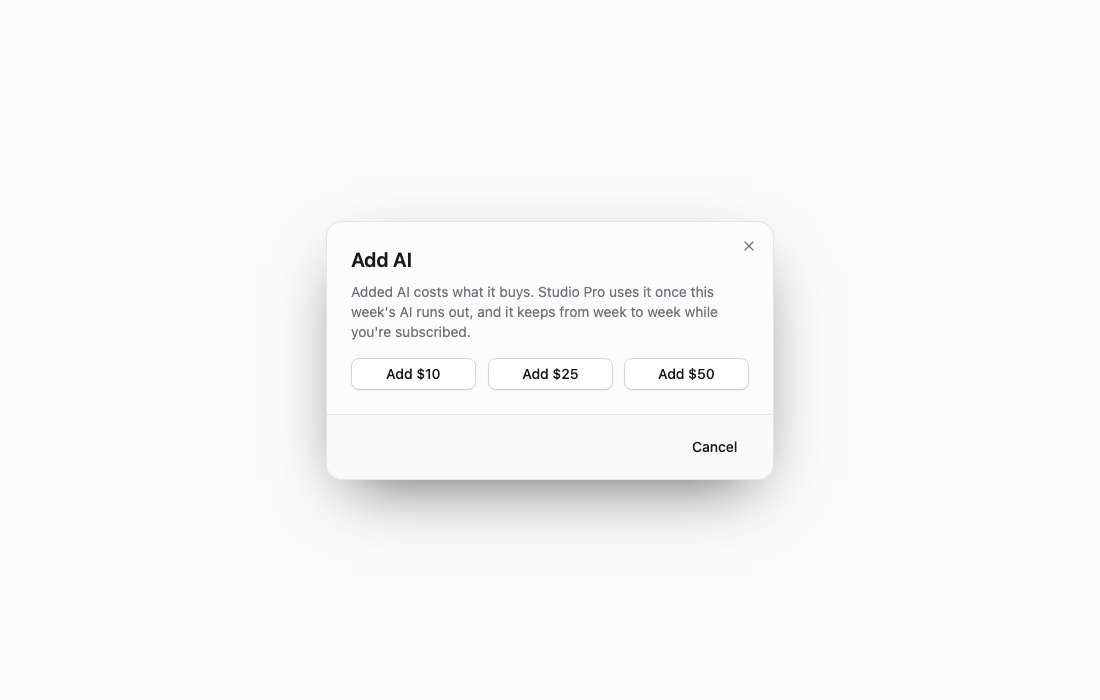 Add AI
Added AI costs what it buys. Studio Pro uses it once this
week's AI runs out, and it keeps from week to week while
you're subscribed.
Add $10
Add $25
Add $50
Cancel